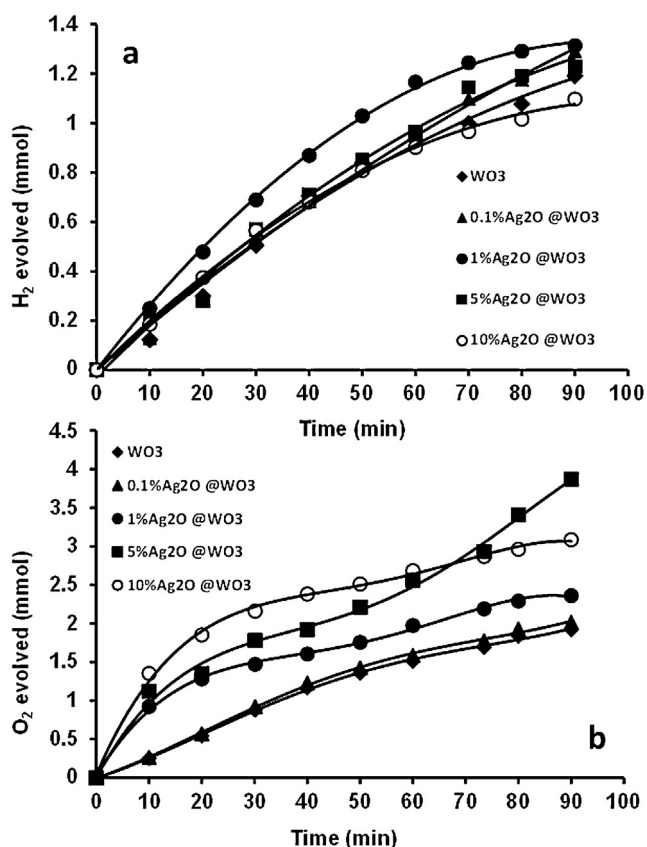 a
H2 evolved (mmol)
1.4
1.2
1
0.8
0.6
0.4
0.2
0
WO3
0.1%Ag2O @WO3
1%Ag2O @WO3
5%Ag2O @WO3
10%Ag2O @WO3
0 10 20 30 40 50 60 70 80 90 100
Time (min)
b
O2 evolved (mmol)
4.5
4
3.5
3
2.5
2
1.5
1
0.5
0
WO3
0.1%Ag2O @WO3
1%Ag2O @WO3
5%Ag2O @WO3
10%Ag2O @WO3
0 10 20 30 40 50 60 70 80 90 100
Time (min)